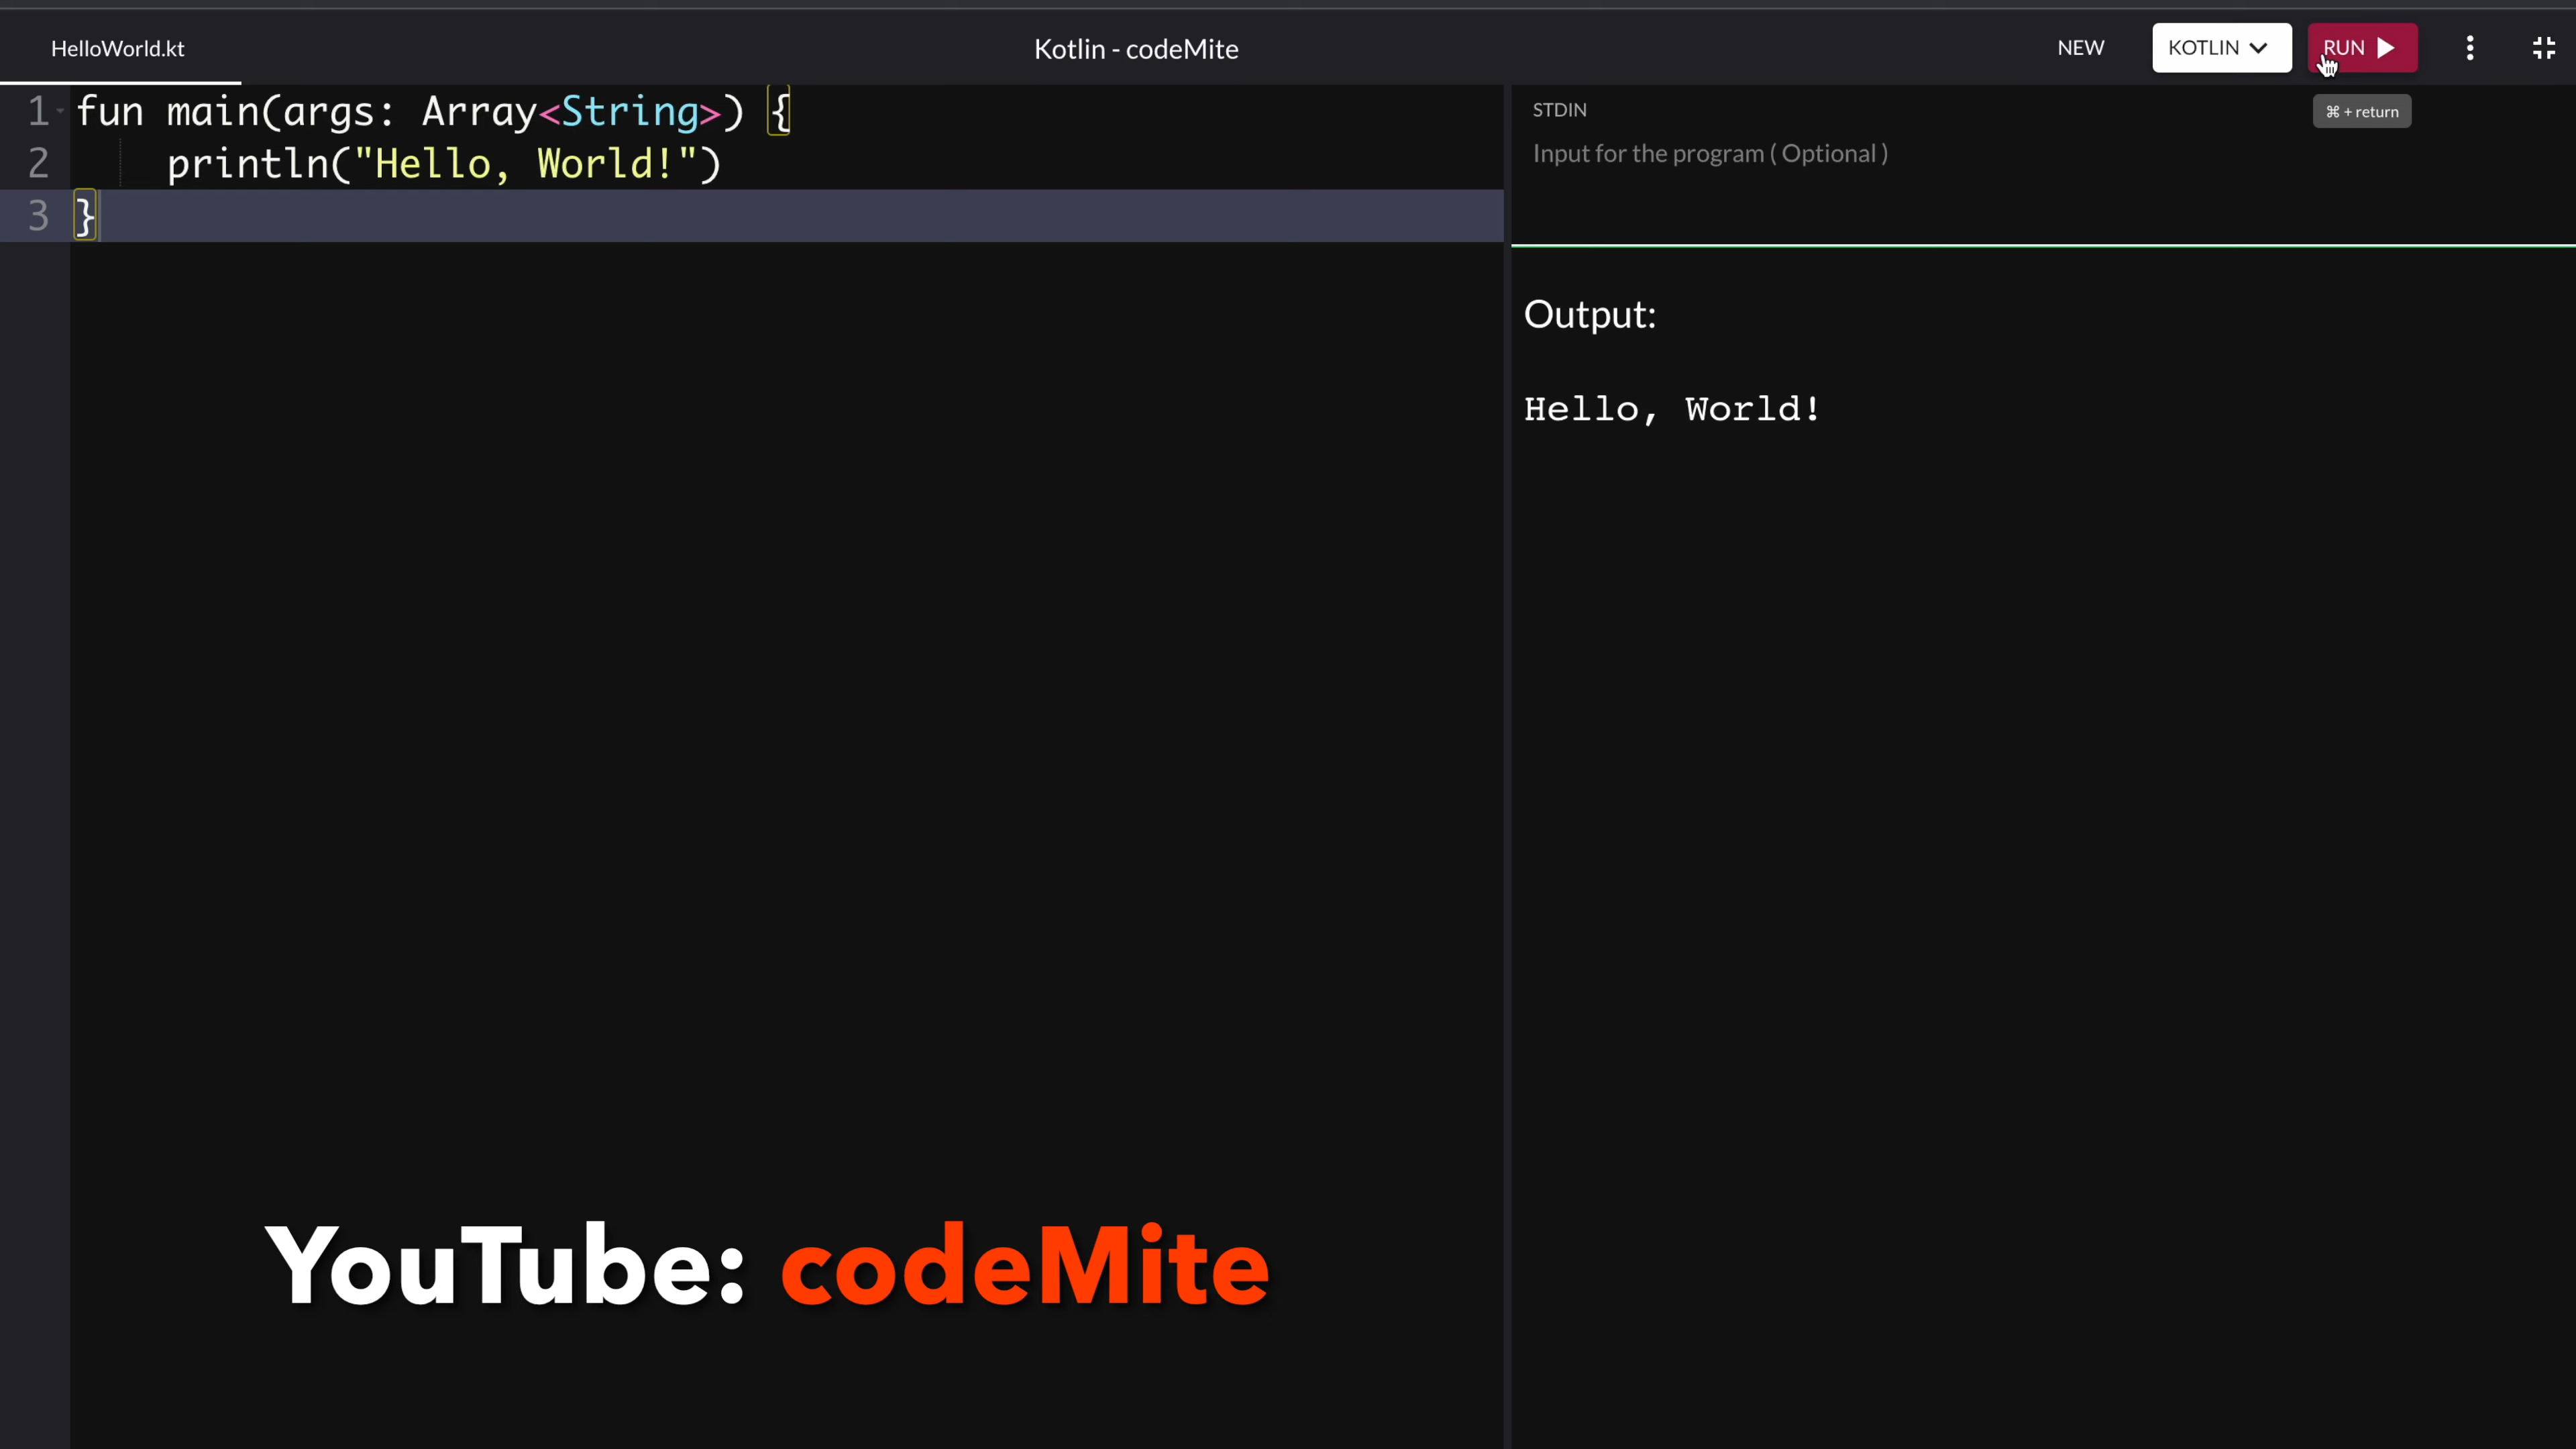 HelloWorld.kt
Kotlin - codeMite
NEW
KOTLIN
RUN
⌘ + return
1 fun main(args: Array<String>) {
2     println("Hello, World!")
3 }
STDIN
Input for the program ( Optional )
Output:
Hello, World!
YouTube: codeMite